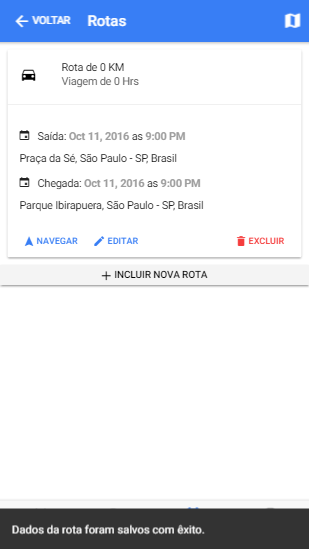 VOLTAR Rotas
Rota de 0 KM
Viagem de 0 Hrs
Saída: Oct 11, 2016 as 9:00 PM
Praça da Sé, São Paulo - SP, Brasil
Chegada: Oct 11, 2016 as 9:00 PM
Parque Ibirapuera, São Paulo - SP, Brasil
NAVEGAR EDITAR EXCLUIR
INCLUIR NOVA ROTA
Dados da rota foram salvos com êxito.